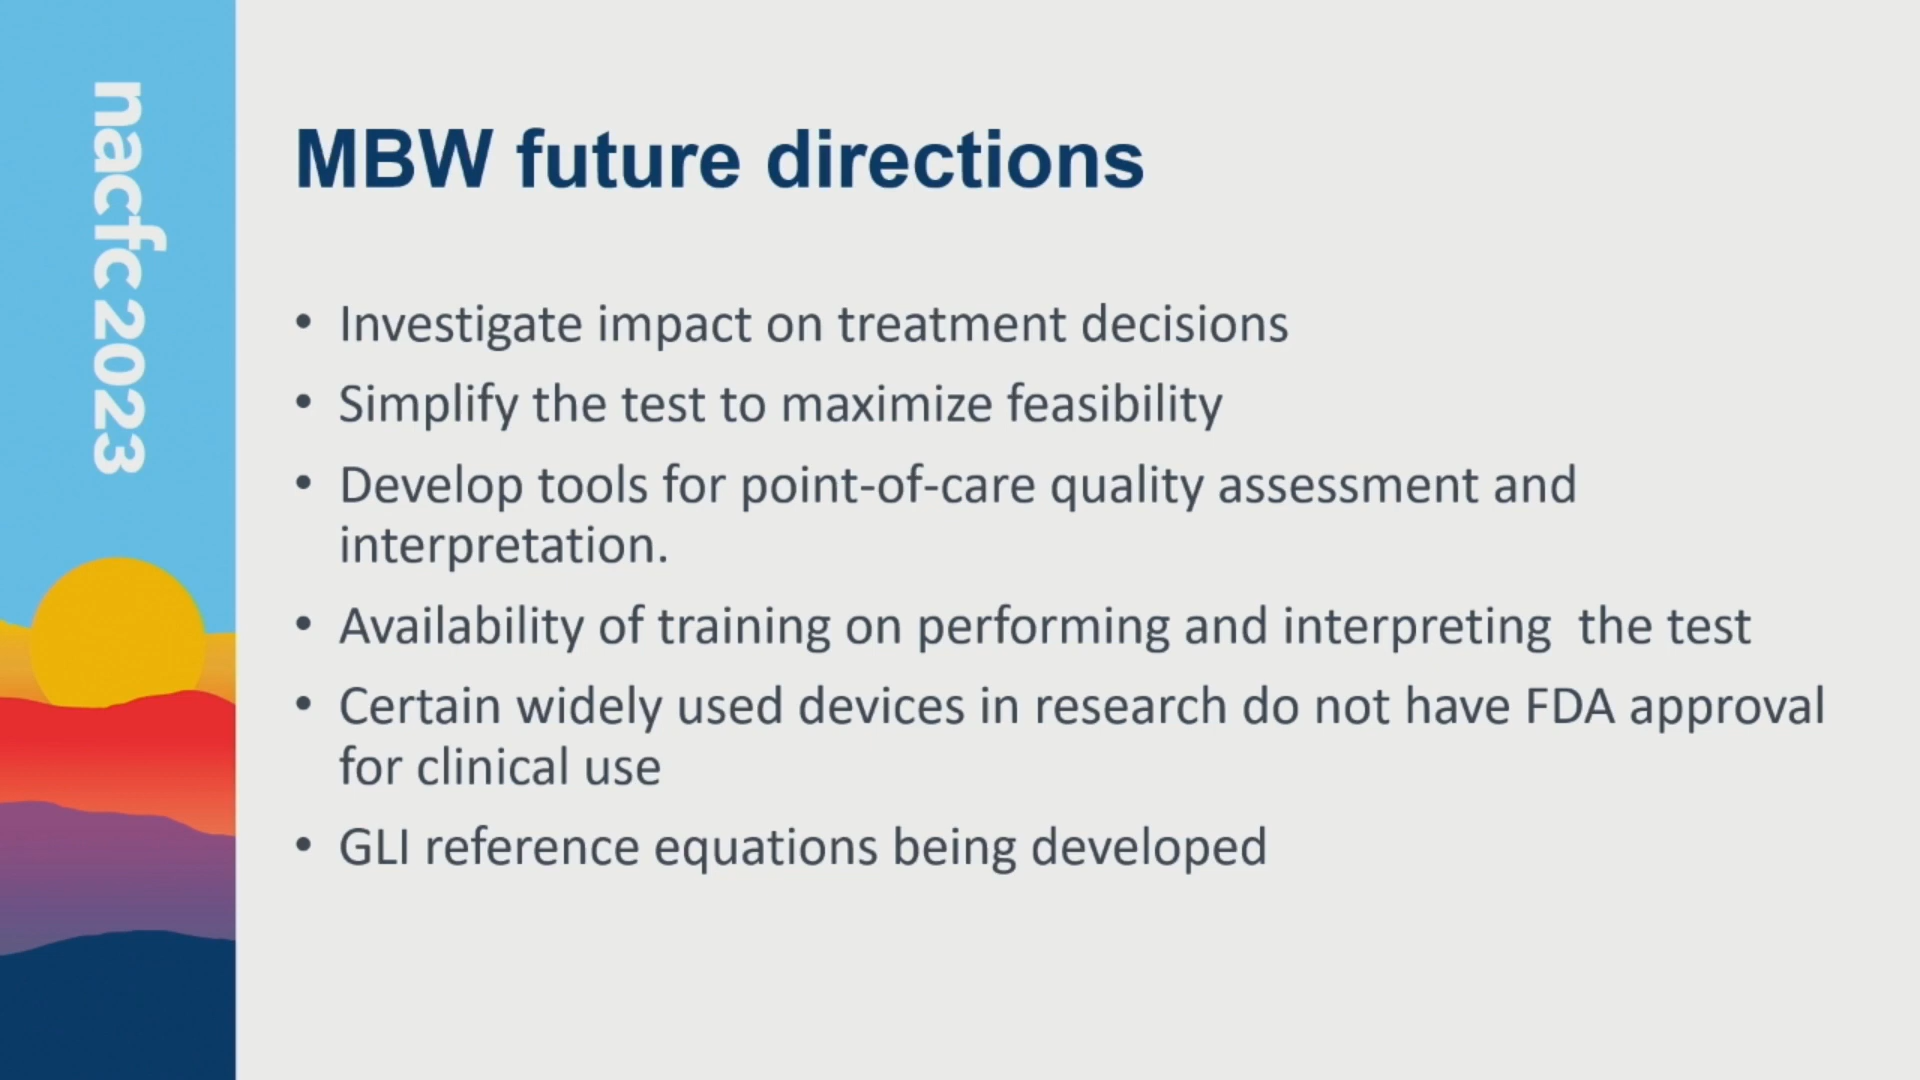 nacfc 2023
MBW future directions
• Investigate impact on treatment decisions
• Simplify the test to maximize feasibility
• Develop tools for point-of-care quality assessment and
interpretation.
• Availability of training on performing and interpreting  the test
• Certain widely used devices in research do not have FDA approval
for clinical use
• GLI reference equations being developed